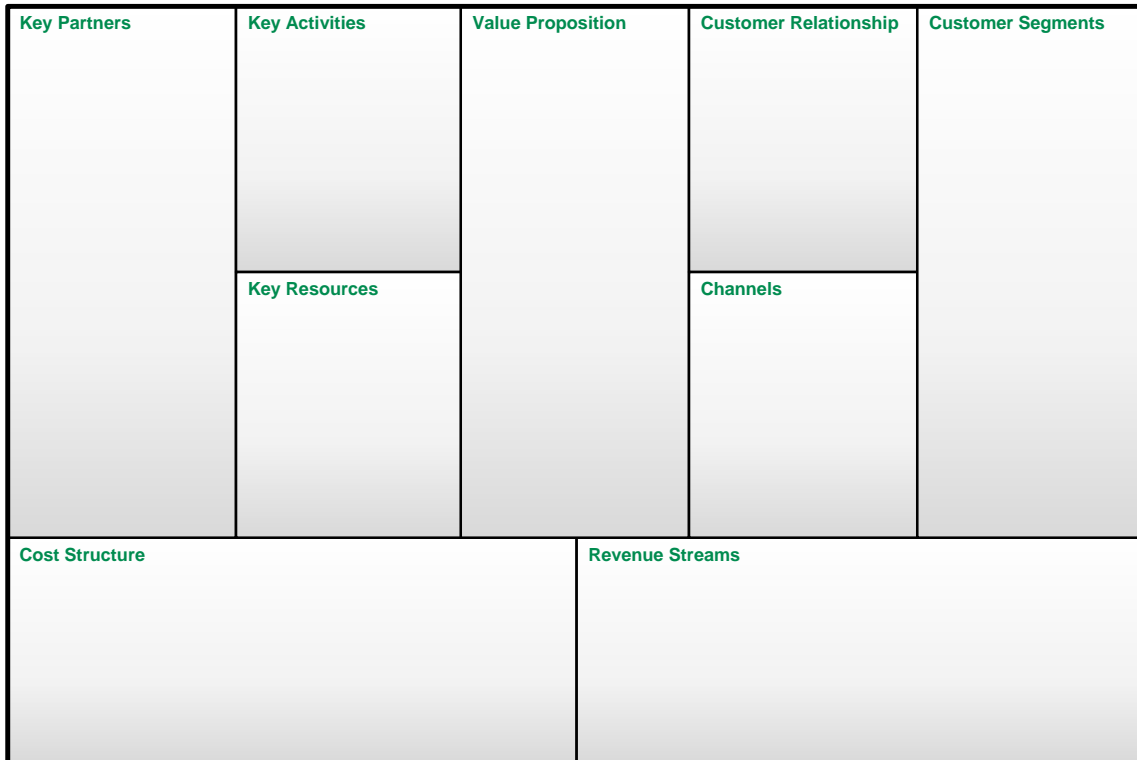 Key Partners
Key Activities
Value Proposition
Customer Relationship
Customer Segments
Key Resources
Channels
Cost Structure
Revenue Streams